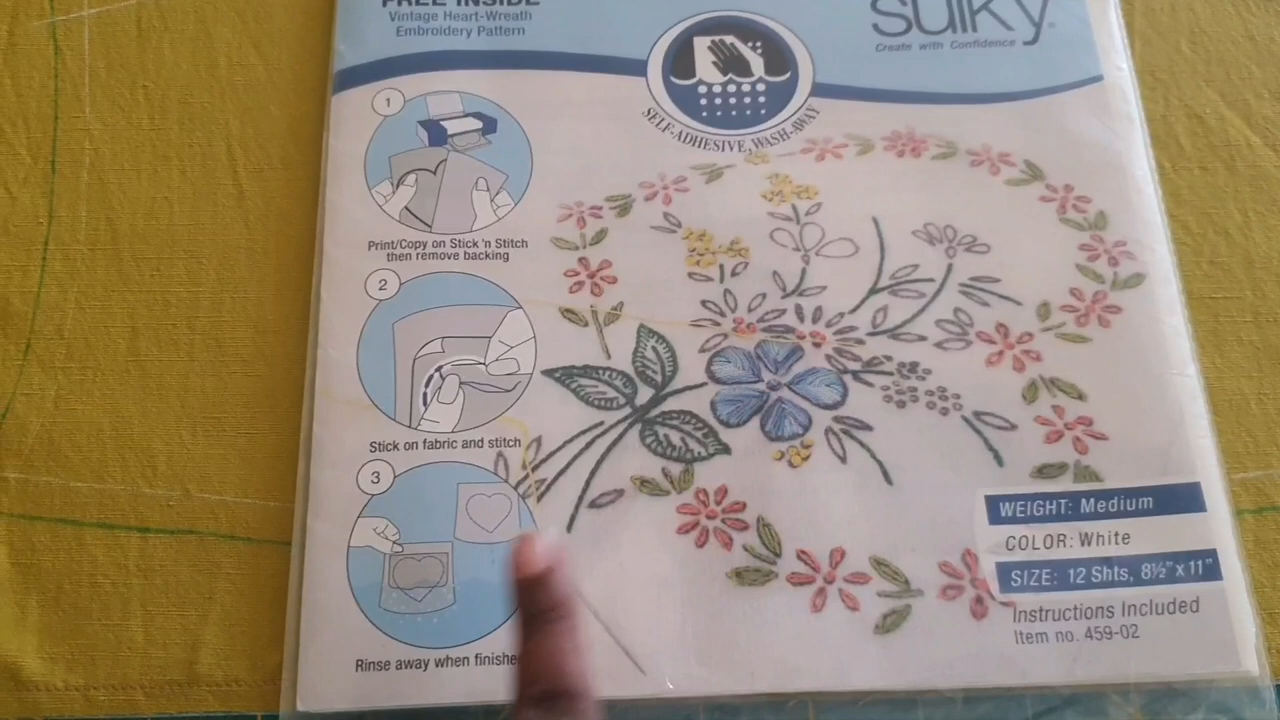 FREE INSIDE
Vintage Heart-Wreath
Embroidery Pattern
sulky®
Create with Confidence
SELF-ADHESIVE, WASH-AWAY
1
Print/Copy on Stick 'n Stitch
then remove backing
2
Stick on fabric and stitch
3
Rinse away when finishe
WEIGHT: Medium
COLOR: White
SIZE: 12 Shts, 8½" x 11"
Instructions Included
Item no. 459-02